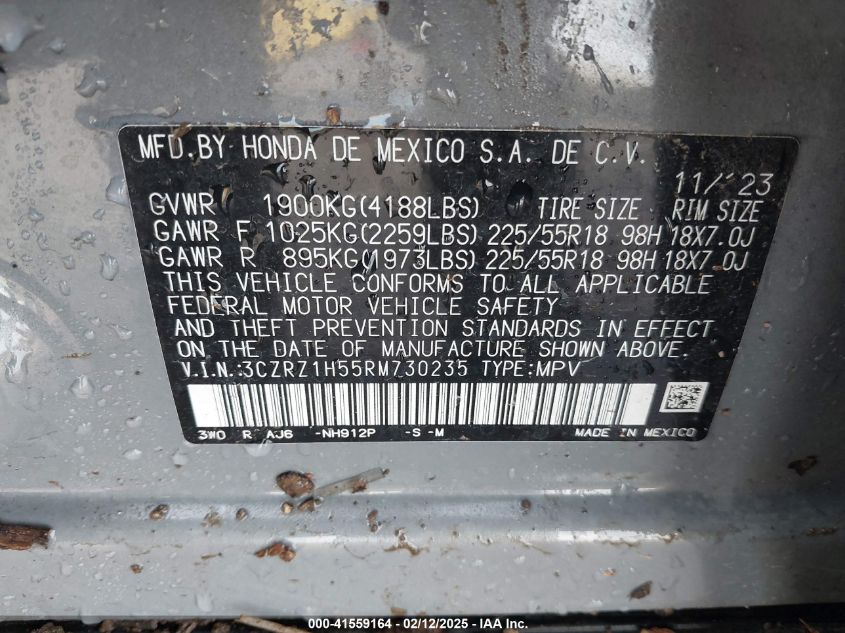 MFD.BY HONDA DE MEXICO S.A. DE C.V.
11/'23
GVWR 1900KG(4188LBS) TIRE SIZE RIM SIZE
GAWR F 1025KG(2259LBS) 225/55R18 98H 18X7.0J
GAWR R 895KG(1973LBS) 225/55R18 98H 18X7.0J
THIS VEHICLE CONFORMS TO ALL APPLICABLE
FEDERAL MOTOR VEHICLE SAFETY
AND THEFT PREVENTION STANDARDS IN EFFECT
ON THE DATE OF MANUFACTURE SHOWN ABOVE.
V.I.N.:3CZRZ1H55RM730235 TYPE:MPV
3W0 R AJ6 -NH912P -S -M MADE IN MEXICO
000-41559164 - 02/12/2025 - IAA Inc.